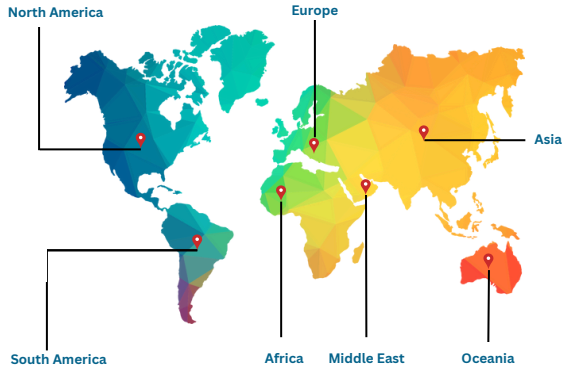 North America
Europe
Asia
South America
Africa
Middle East
Oceania